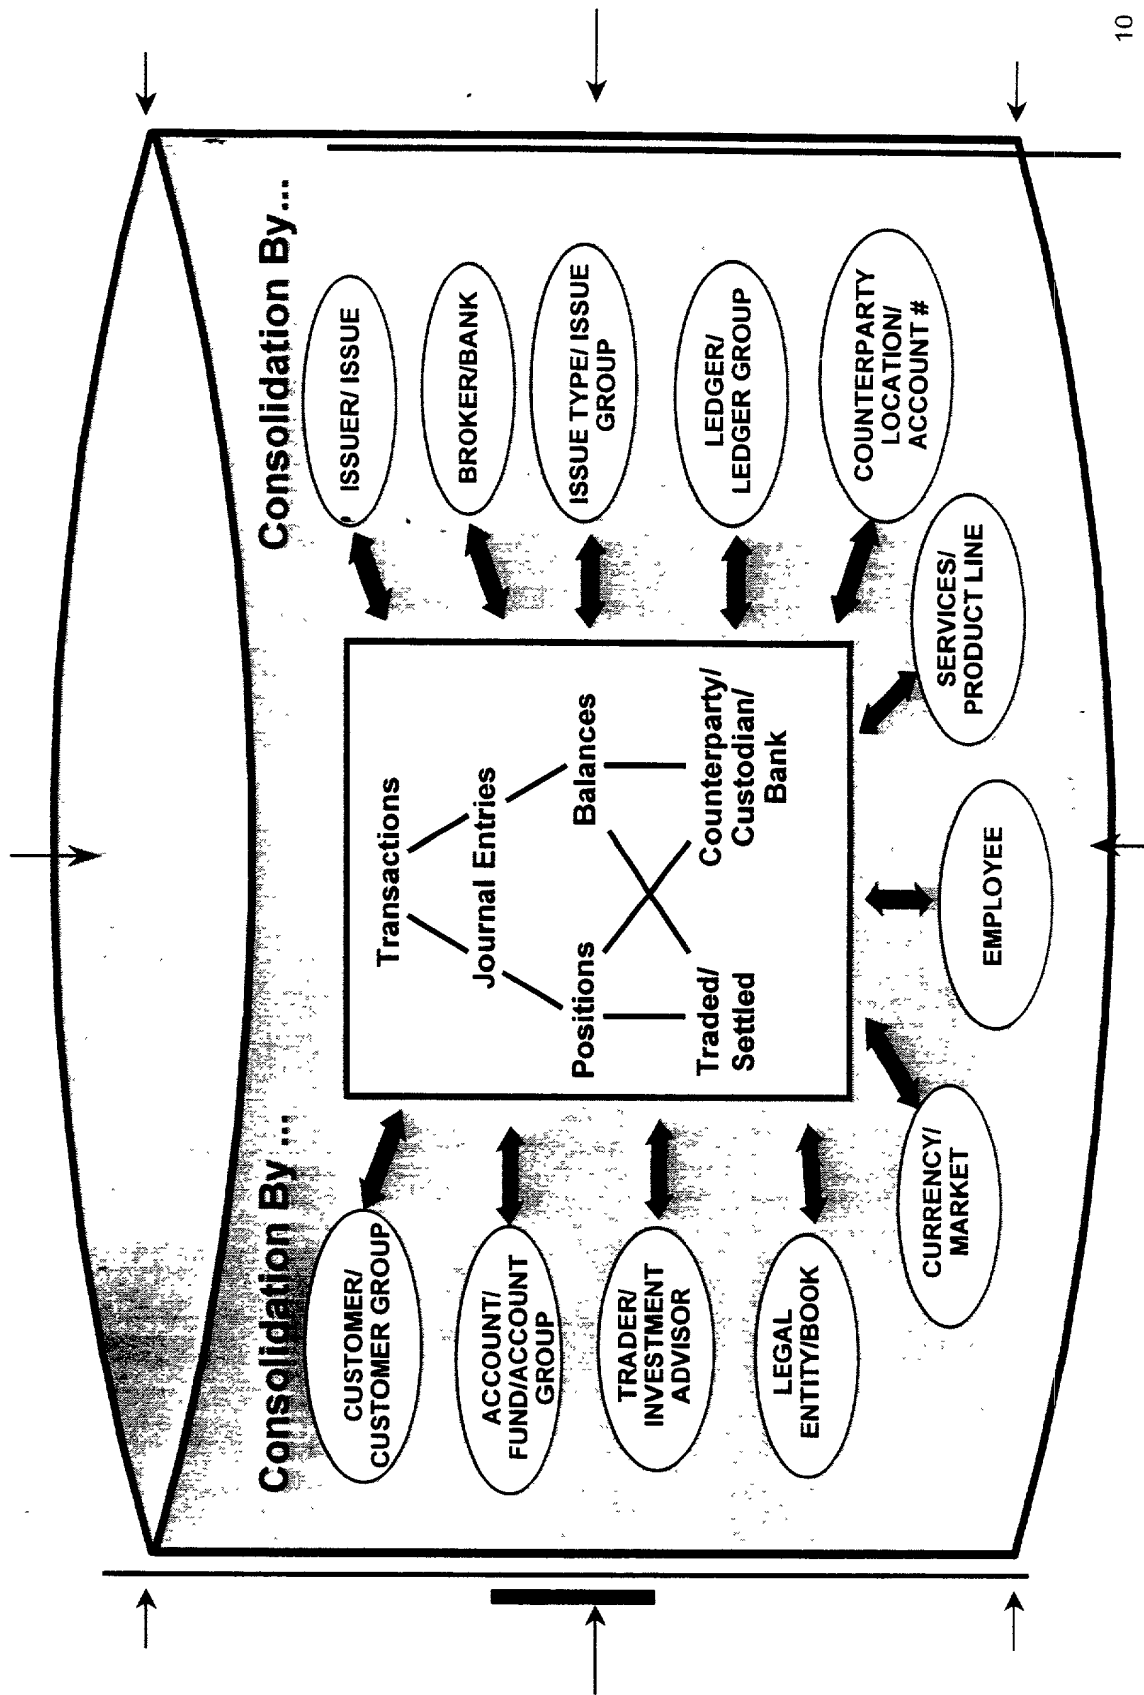 Consolidation By ...
Consolidation By...
CUSTOMER/
CUSTOMER GROUP
ACCOUNT/
FUND/ACCOUNT
GROUP
TRADER/
INVESTMENT
ADVISOR
LEGAL
ENTITY/BOOK
CURRENCY/
MARKET
EMPLOYEE
SERVICES/
PRODUCT LINE
COUNTERPARTY
LOCATION/
ACCOUNT #
LEDGER/
LEDGER GROUP
ISSUE TYPE/ ISSUE
GROUP
BROKER/BANK
ISSUER/ ISSUE
Transactions
Journal Entries
Positions
Balances
Traded/
Settled
Counterparty/
Custodian/
Bank
10